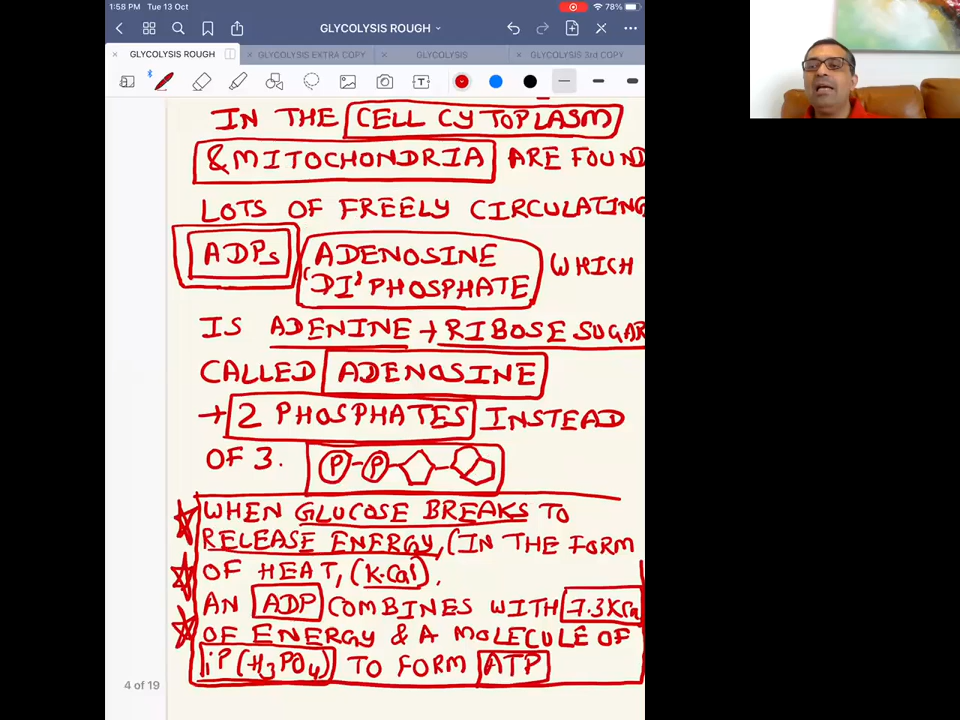 1:58 PM Tue 13 Oct
78%
GLYCOLYSIS ROUGH
GLYCOLYSIS ROUGH
GLYCOLYSIS EXTRA COPY
GLYCOLYSIS
GLYCOLYSIS 3rd COPY
IN THE CELL CYTOPLASM
& MITOCHONDRIA ARE FOUND
LOTS OF FREELY CIRCULATING
ADPs ADENOSINE WHICH
'DI' PHOSPHATE
IS ADENINE + RIBOSE SUGAR
CALLED ADENOSINE
+ 2 PHOSPHATES INSTEAD
OF 3. P P
WHEN GLUCOSE BREAKS TO
RELEASE ENERGY, (IN THE FORM
OF HEAT, (K.Cal).
AN ADP COMBINES WITH 7.3 KCa
OF ENERGY & A MOLECULE OF
iP (H3PO4) TO FORM ATP
4 of 19